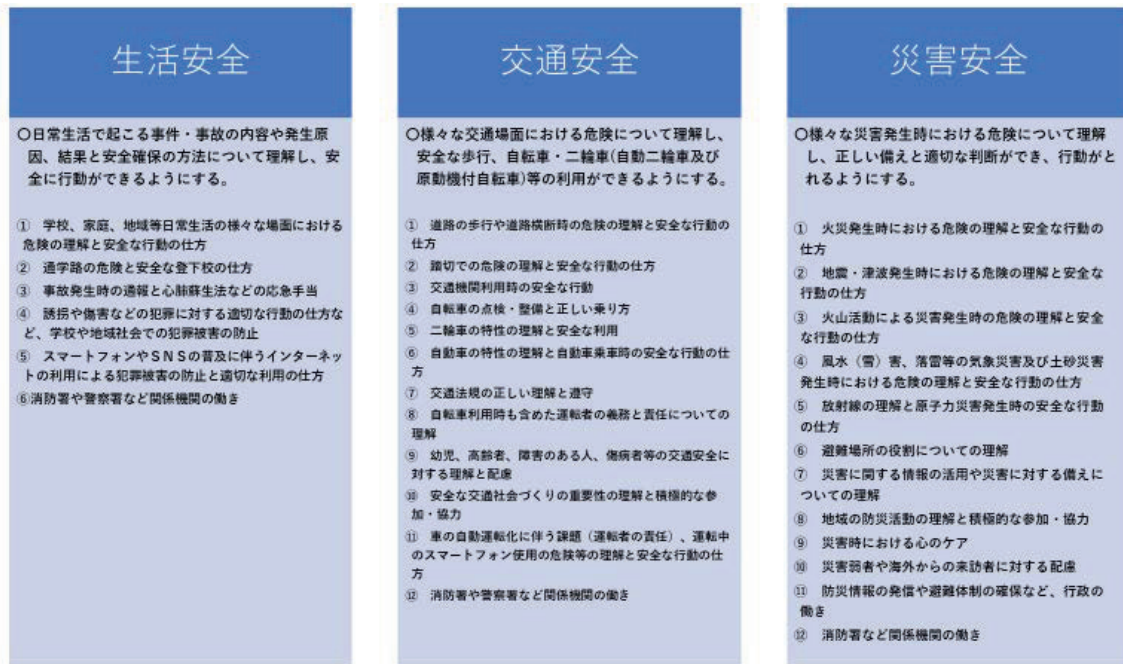 生活安全
〇日常生活で起こる事件・事故の内容や発生原
因、結果と安全確保の方法について理解し、安
全に行動ができるようにする。
① 学校、家庭、地域等日常生活の様々な場面における
危険の理解と安全な行動の仕方
② 通学路の危険と安全な登下校の仕方
③ 事故発生時の通報と心肺蘇生法などの応急手当
④ 誘拐や傷害などの犯罪に対する適切な行動の仕方な
ど、学校や地域社会での犯罪被害の防止
⑤ スマートフォンやSNSの普及に伴うインターネッ
トの利用による犯罪被害の防止と適切な利用の仕方
⑥消防署や警察署など関係機関の働き
交通安全
〇様々な交通場面における危険について理解し、
安全な歩行、自転車・二輪車(自動二輪車及び
原動機付自転車)等の利用ができるようにする。
① 道路の歩行や道路横断時の危険の理解と安全な行動の
仕方
② 踏切での危険の理解と安全な行動の仕方
③ 交通機関利用時の安全な行動
④ 自転車の点検・整備と正しい乗り方
⑤ 二輪車の特性の理解と安全な利用
⑥ 自動車の特性の理解と自動車乗車時の安全な行動の仕
方
⑦ 交通法規の正しい理解と遵守
⑧ 自転車利用時も含めた運転者の義務と責任についての
理解
⑨ 幼児、高齢者、障害のある人、傷病者等の交通安全に
対する理解と配慮
⑩ 安全な交通社会づくりの重要性の理解と積極的な参
加・協力
⑪ 車の自動運転化に伴う課題（運転者の責任）、運転中
のスマートフォン使用の危険等の理解と安全な行動の仕
方
⑫ 消防署や警察署など関係機関の働き
災害安全
〇様々な災害発生時における危険について理解
し、正しい備えと適切な判断ができ、行動がと
れるようにする。
① 火災発生時における危険の理解と安全な行動の
仕方
② 地震・津波発生時における危険の理解と安全な
行動の仕方
③ 火山活動による災害発生時の危険の理解と安全
な行動の仕方
④ 風水（雪）害、落雷等の気象災害及び土砂災害
発生時における危険の理解と安全な行動の仕方
⑤ 放射線の理解と原子力災害発生時の安全な行動
の仕方
⑥ 避難場所の役割についての理解
⑦ 災害に関する情報の活用や災害に対する備えに
ついての理解
⑧ 地域の防災活動の理解と積極的な参加・協力
⑨ 災害時における心のケア
⑩ 災害弱者や海外からの来訪者に対する配慮
⑪ 防災情報の発信や避難体制の確保など、行政の
働き
⑫ 消防署など関係機関の働き